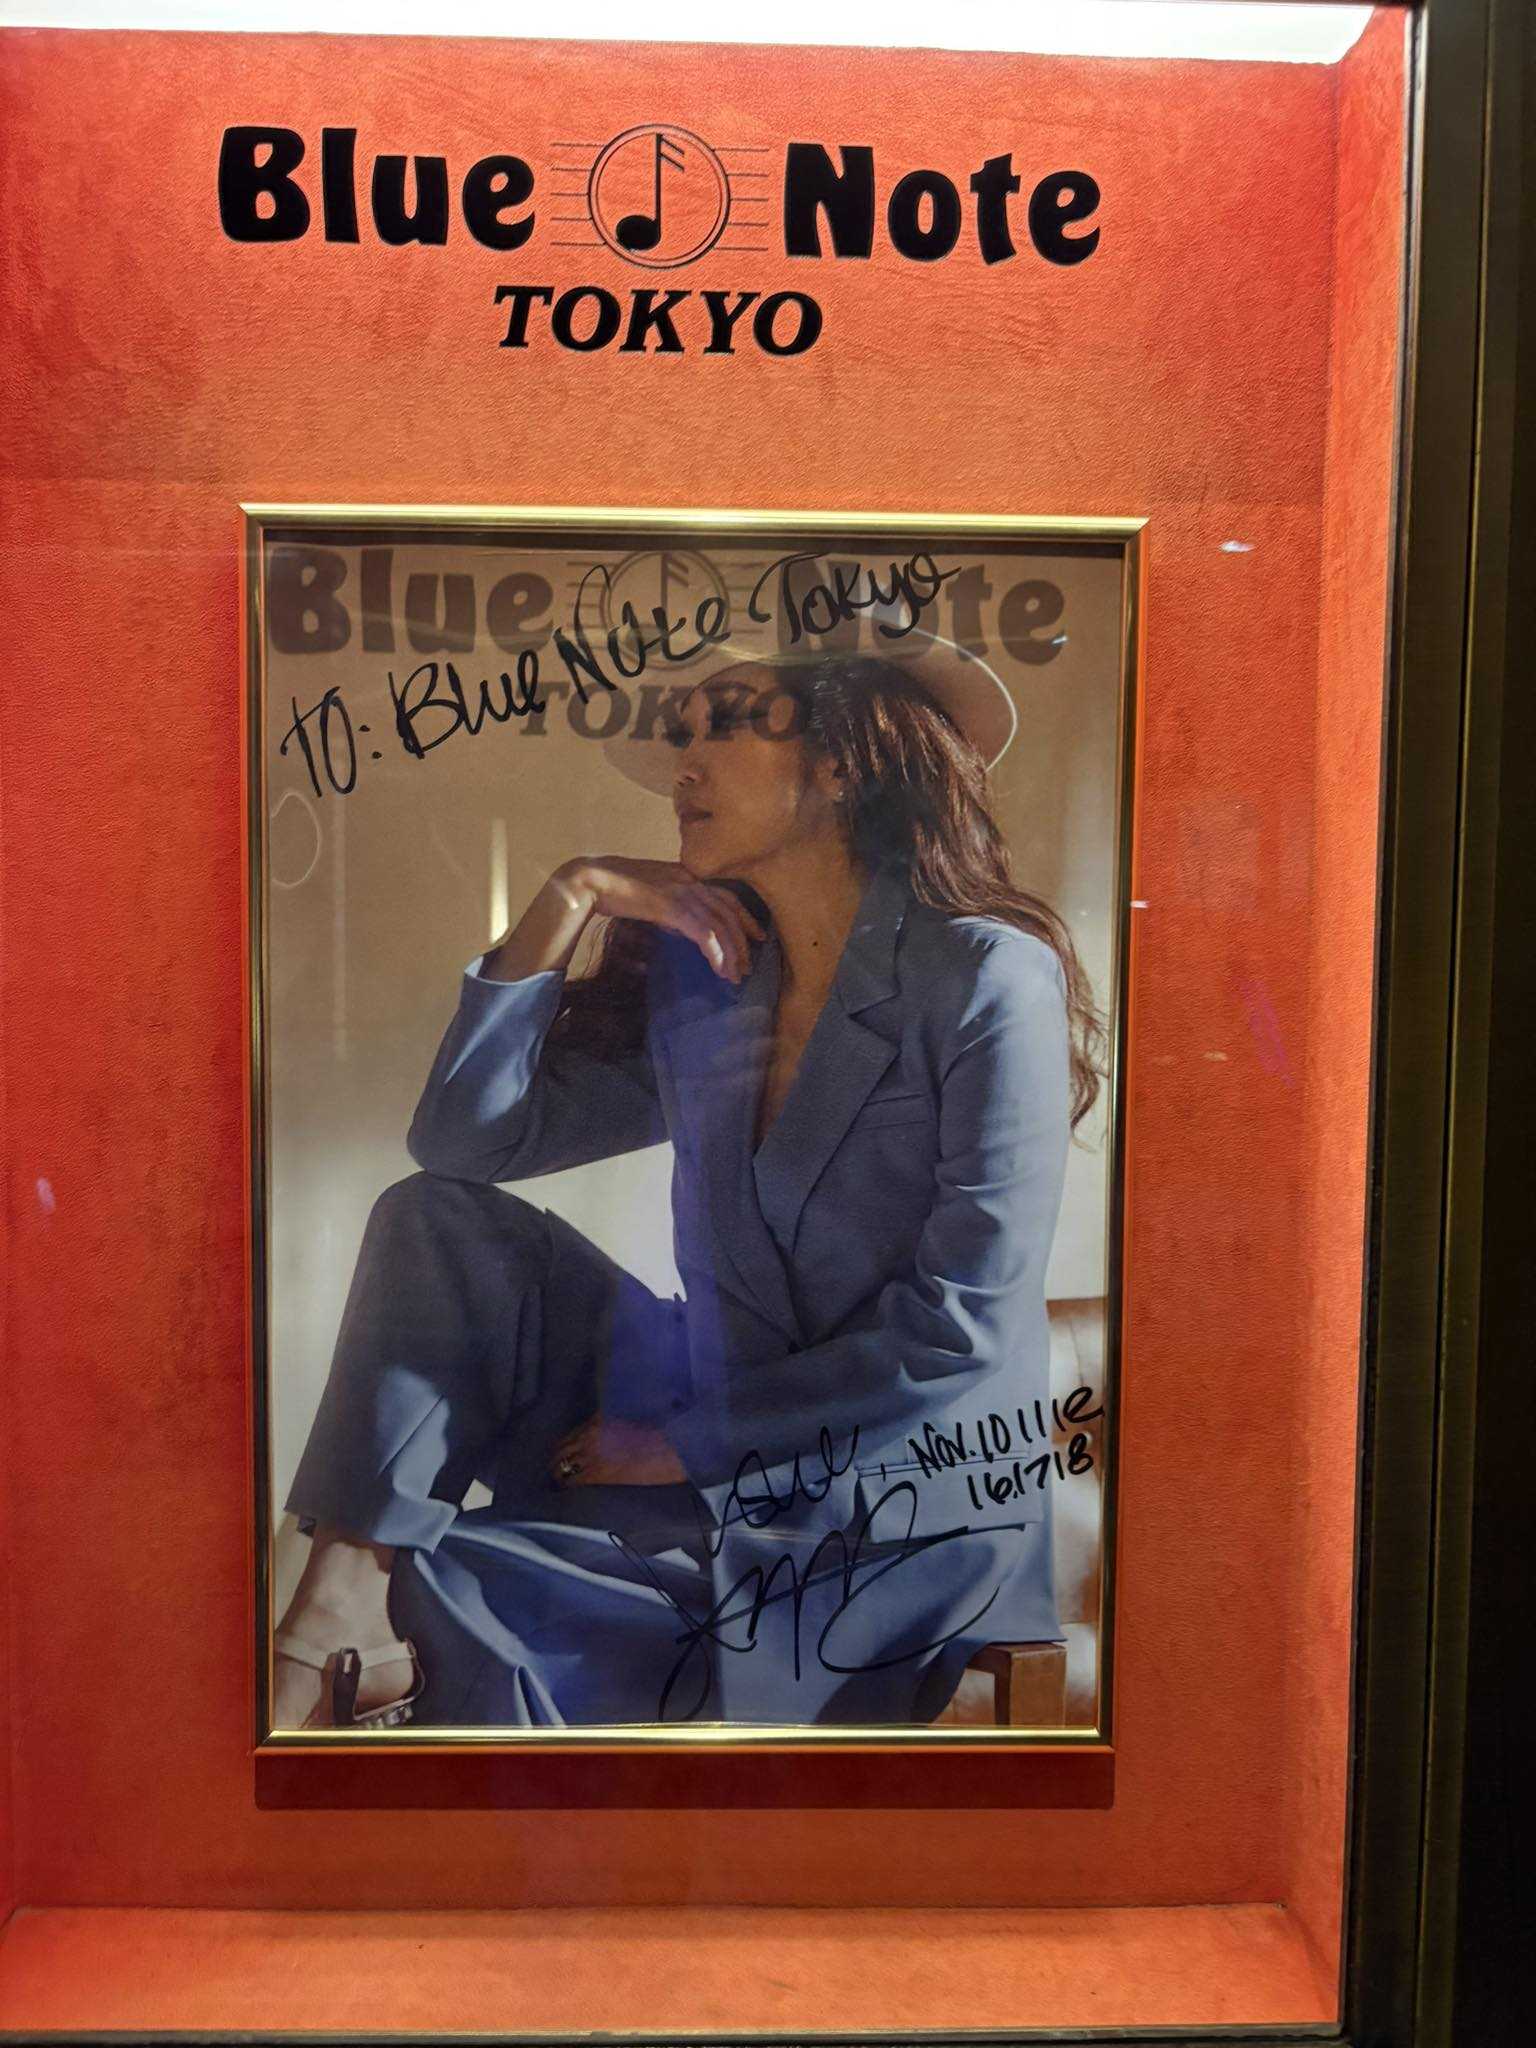 Blue Note
TOKYO
Blue Note
TOKYO
TO: Blue Note Tokyo
Love,
Nov. 10 11 12
16,17 18